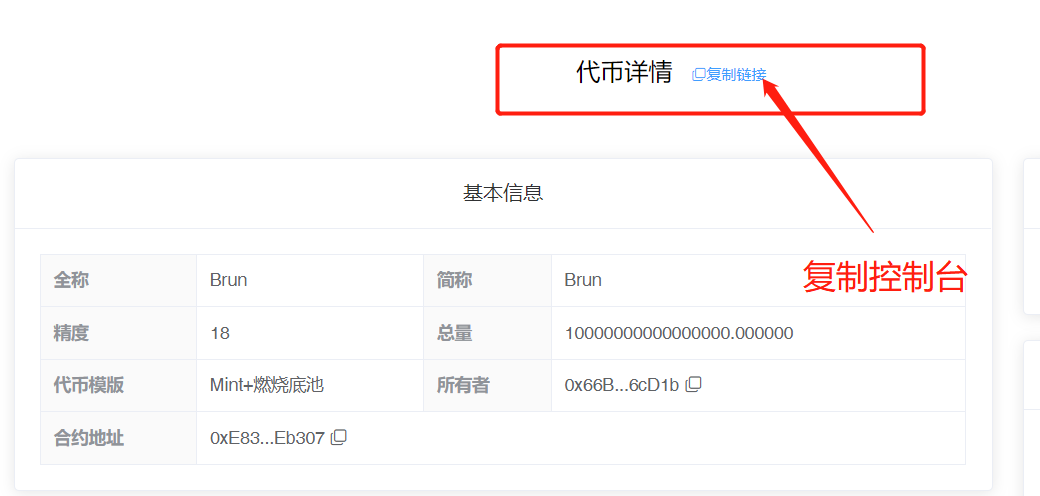 代币详情 复制链接
基本信息
复制控制台
全称 Brun 简称 Brun
精度 18 总量 10000000000000000.000000
代币模版 Mint+燃烧底池 所有者 0x66B...6cD1b
合约地址 0xE83...Eb307